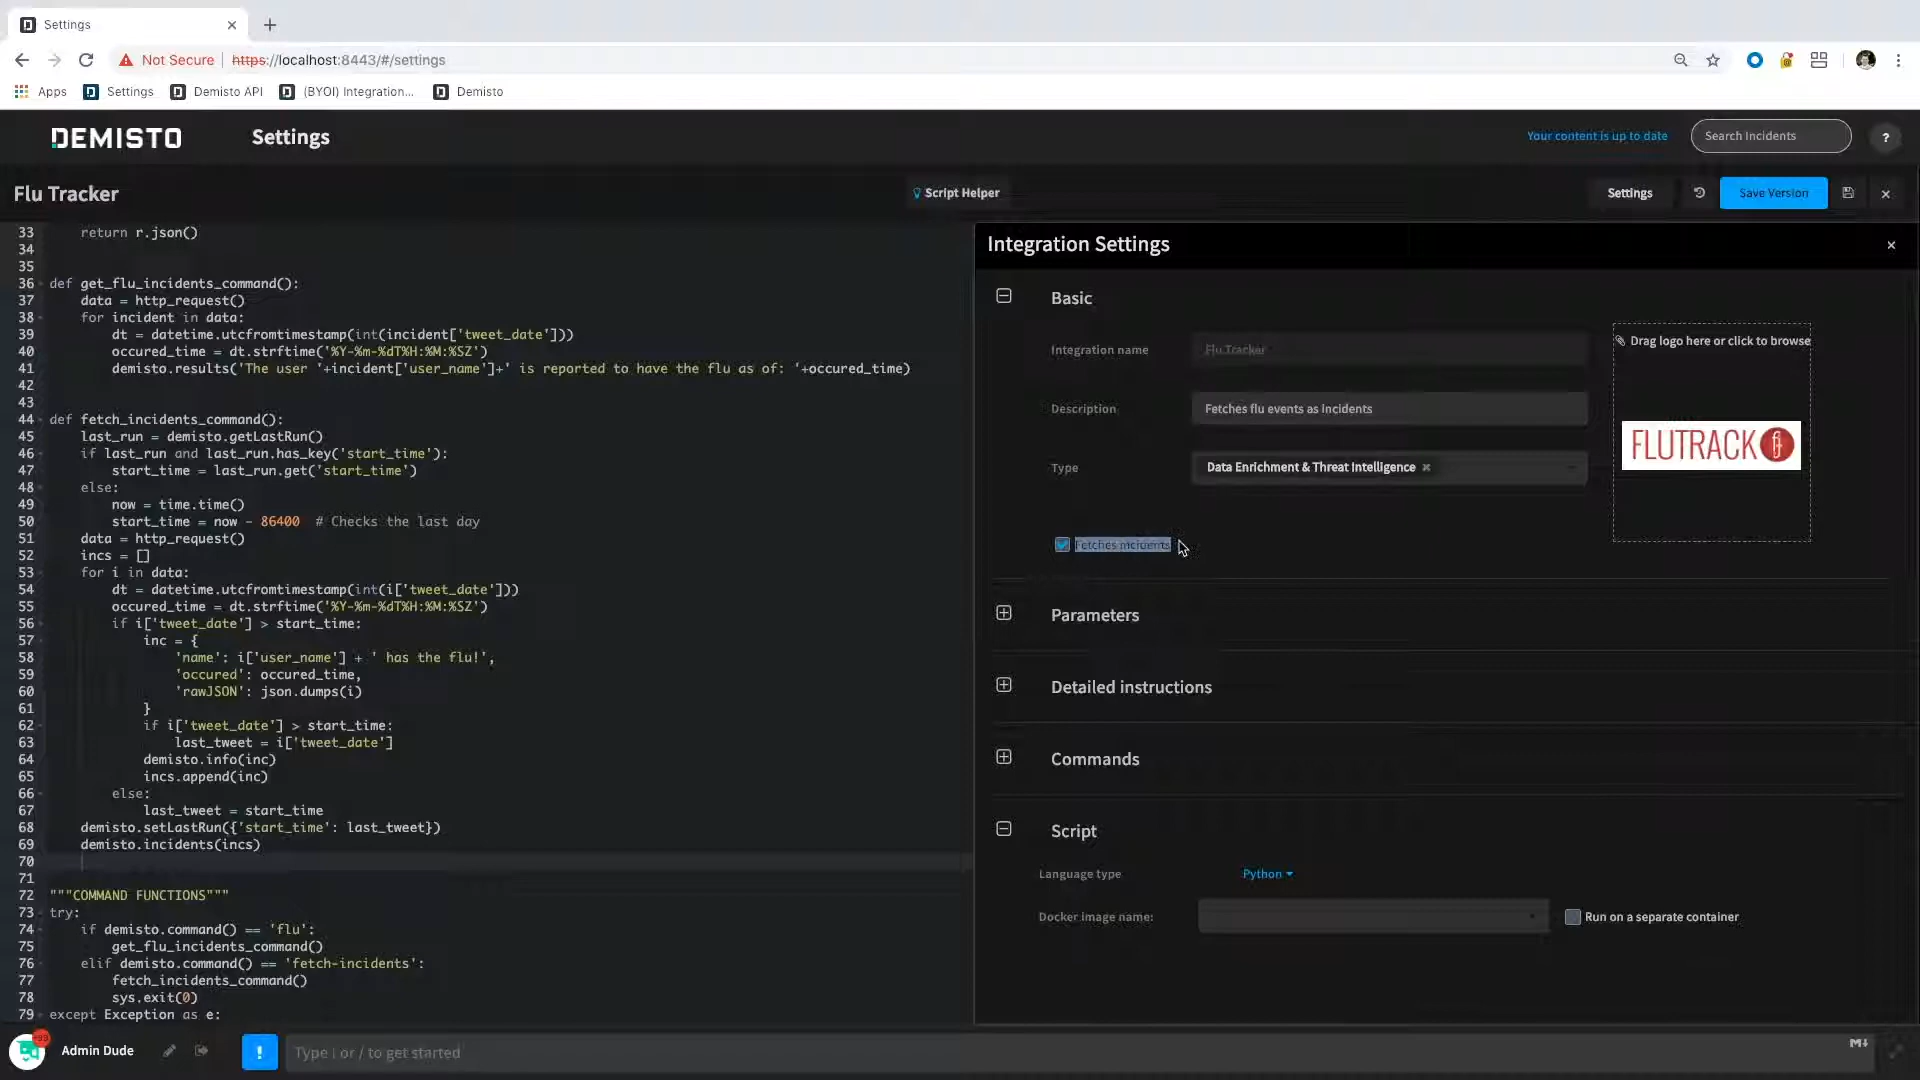 Settings
Not Secure
https://localhost:8443/#/settings
Apps
Settings
Demisto API
(BYOI) Integration...
Demisto
DEMISTO
Settings
Your content is up to date
Search Incidents
?
Flu Tracker
Script Helper
Settings
Save Version
33 return r.json()
34
35
36 def get_flu_incidents_command():
37 data = http_request()
38 for incident in data:
39 dt = datetime.utcfromtimestamp(int(incident['tweet_date']))
40 occured_time = dt.strftime('%Y-%m-%dT%H:%M:%SZ')
41 demisto.results('The user '+incident['user_name']+' is reported to have the flu as of: '+occured_time)
42
43
44 def fetch_incidents_command():
45 last_run = demisto.getLastRun()
46 if last_run and last_run.has_key('start_time'):
47 start_time = last_run.get('start_time')
48 else:
49 now = time.time()
50 start_time = now - 86400 # Checks the last day
51 data = http_request()
52 incs = []
53 for i in data:
54 dt = datetime.utcfromtimestamp(int(i['tweet_date']))
55 occured_time = dt.strftime('%Y-%m-%dT%H:%M:%SZ')
56 if i['tweet_date'] > start_time:
57 inc = {
58 'name': i['user_name'] + ' has the flu!',
59 'occured': occured_time,
60 'rawJSON': json.dumps(i)
61 }
62 if i['tweet_date'] > start_time:
63 last_tweet = i['tweet_date']
64 demisto.info(inc)
65 incs.append(inc)
66 else:
67 last_tweet = start_time
68 demisto.setLastRun({'start_time': last_tweet})
69 demisto.incidents(incs)
70
71
72 """COMMAND FUNCTIONS"""
73 try:
74 if demisto.command() == 'flu':
75 get_flu_incidents_command()
76 elif demisto.command() == 'fetch-incidents':
77 fetch_incidents_command()
78 sys.exit(0)
79 except Exception as e:
Integration Settings
Basic
Integration name
Flu Tracker
Drag logo here or click to browse
Description
Fetches flu events as Incidents
FLUTRACK
Type
Data Enrichment & Threat Intelligence
Fetches incidents
Parameters
Detailed instructions
Commands
Script
Language type
Python
Docker image name:
Run on a separate container
Admin Dude
!
Type ! or / to get started
M↓